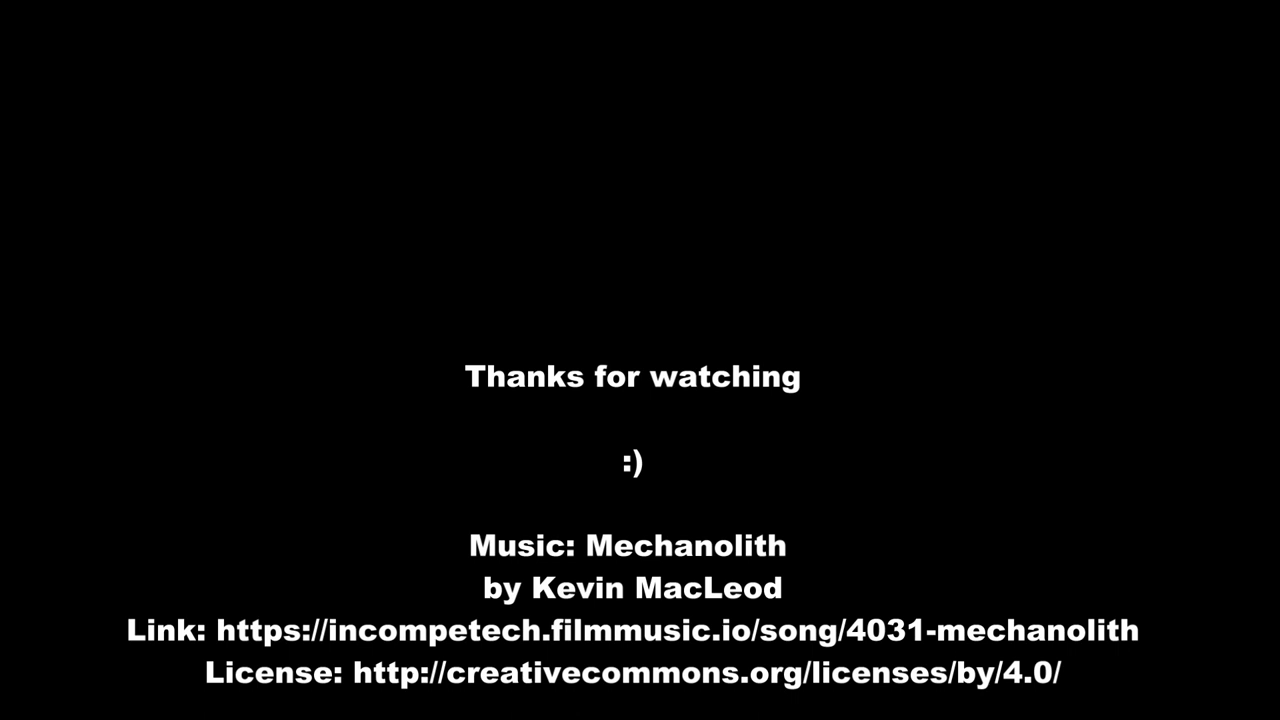 Thanks for watching
:)
Music: Mechanolith
by Kevin MacLeod
Link: https://incompetech.filmmusic.io/song/4031-mechanolith
License: http://creativecommons.org/licenses/by/4.0/